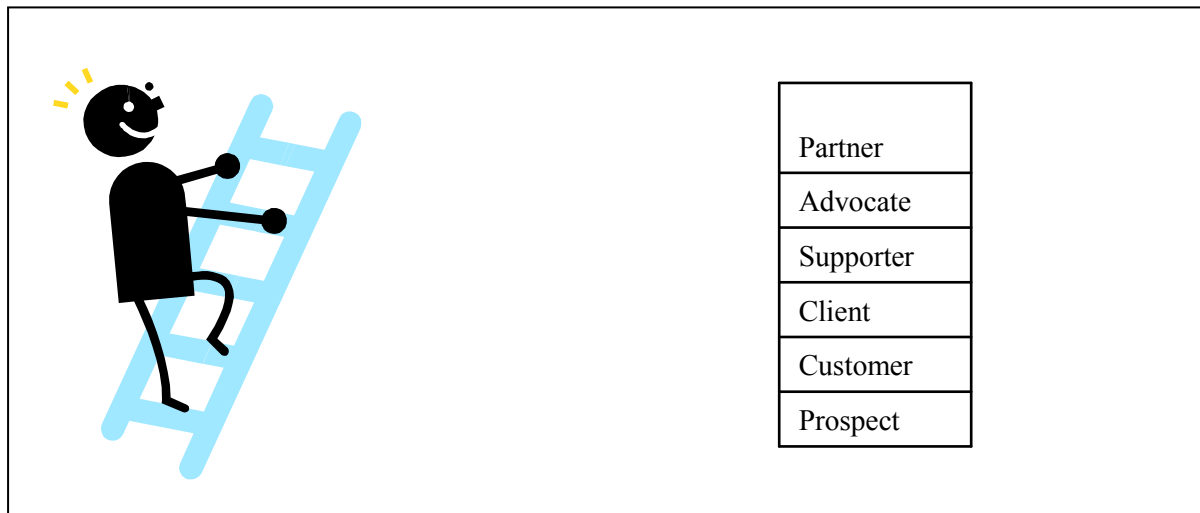 Partner
Advocate
Supporter
Client
Customer
Prospect